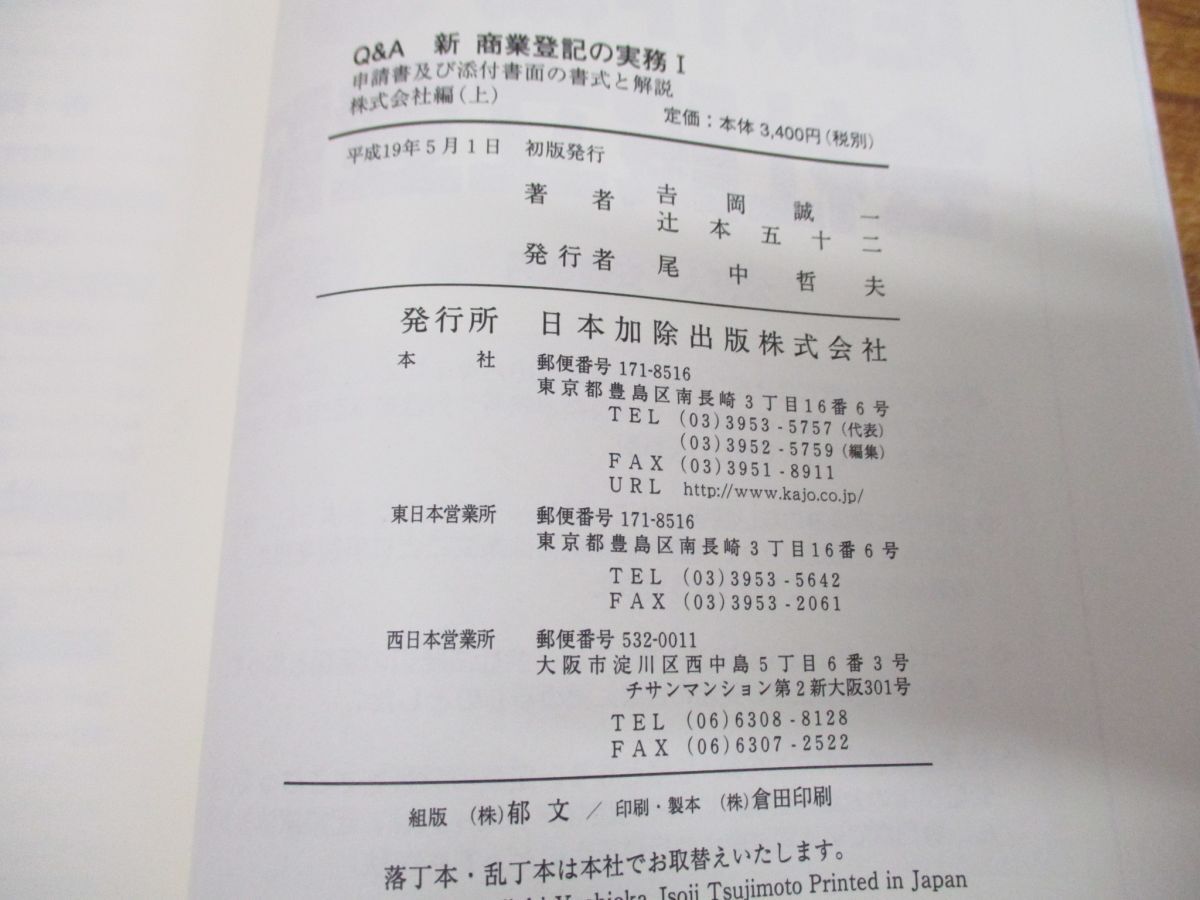 Q&A 新 商業登記の実務 I
申請書及び添付書面の書式と解説
株式会社編(上)
定価:本体 3,400円(税別)
平成19年5月1日 初版発行
著者 𠮷岡誠一
辻本五十二
発行者 尾中哲夫
発行所 日本加除出版株式会社
本社 郵便番号 171-8516
東京都豊島区南長崎3丁目16番6号
TEL (03)3953-5757(代表)
(03)3952-5759(編集)
FAX (03)3951-8911
URL http://www.kajo.co.jp/
東日本営業所 郵便番号 171-8516
東京都豊島区南長崎3丁目16番6号
TEL (03)3953-5642
FAX (03)3953-2061
西日本営業所 郵便番号 532-0011
大阪市淀川区西中島5丁目6番3号
チサンマンション第2新大阪301号
TEL (06)6308-8128
FAX (06)6307-2522
組版 (株)郁文 / 印刷・製本 (株)倉田印刷
落丁本・乱丁本は本社でお取替えいたします。
Yoshioka Isoji Tsujimoto Printed in Japan